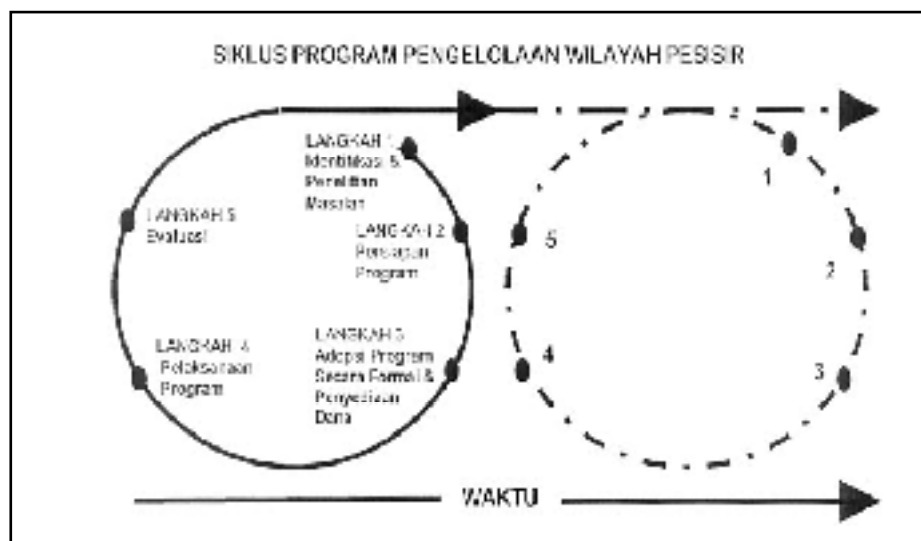 SIKLUS PROGRAM PENGELOLAAN WILAYAH PESISIR
LANGKAH 1
Identifikasi &
Penelitian
Masalah
LANGKAH 2
Persiapan
Program
LANGKAH 3
Adopsi Program
Secara Formal &
Penyediaan
Dana
LANGKAH 4
Pelaksanaan
Program
LANGKAH 5
Evaluasi
1
2
3
4
5
WAKTU